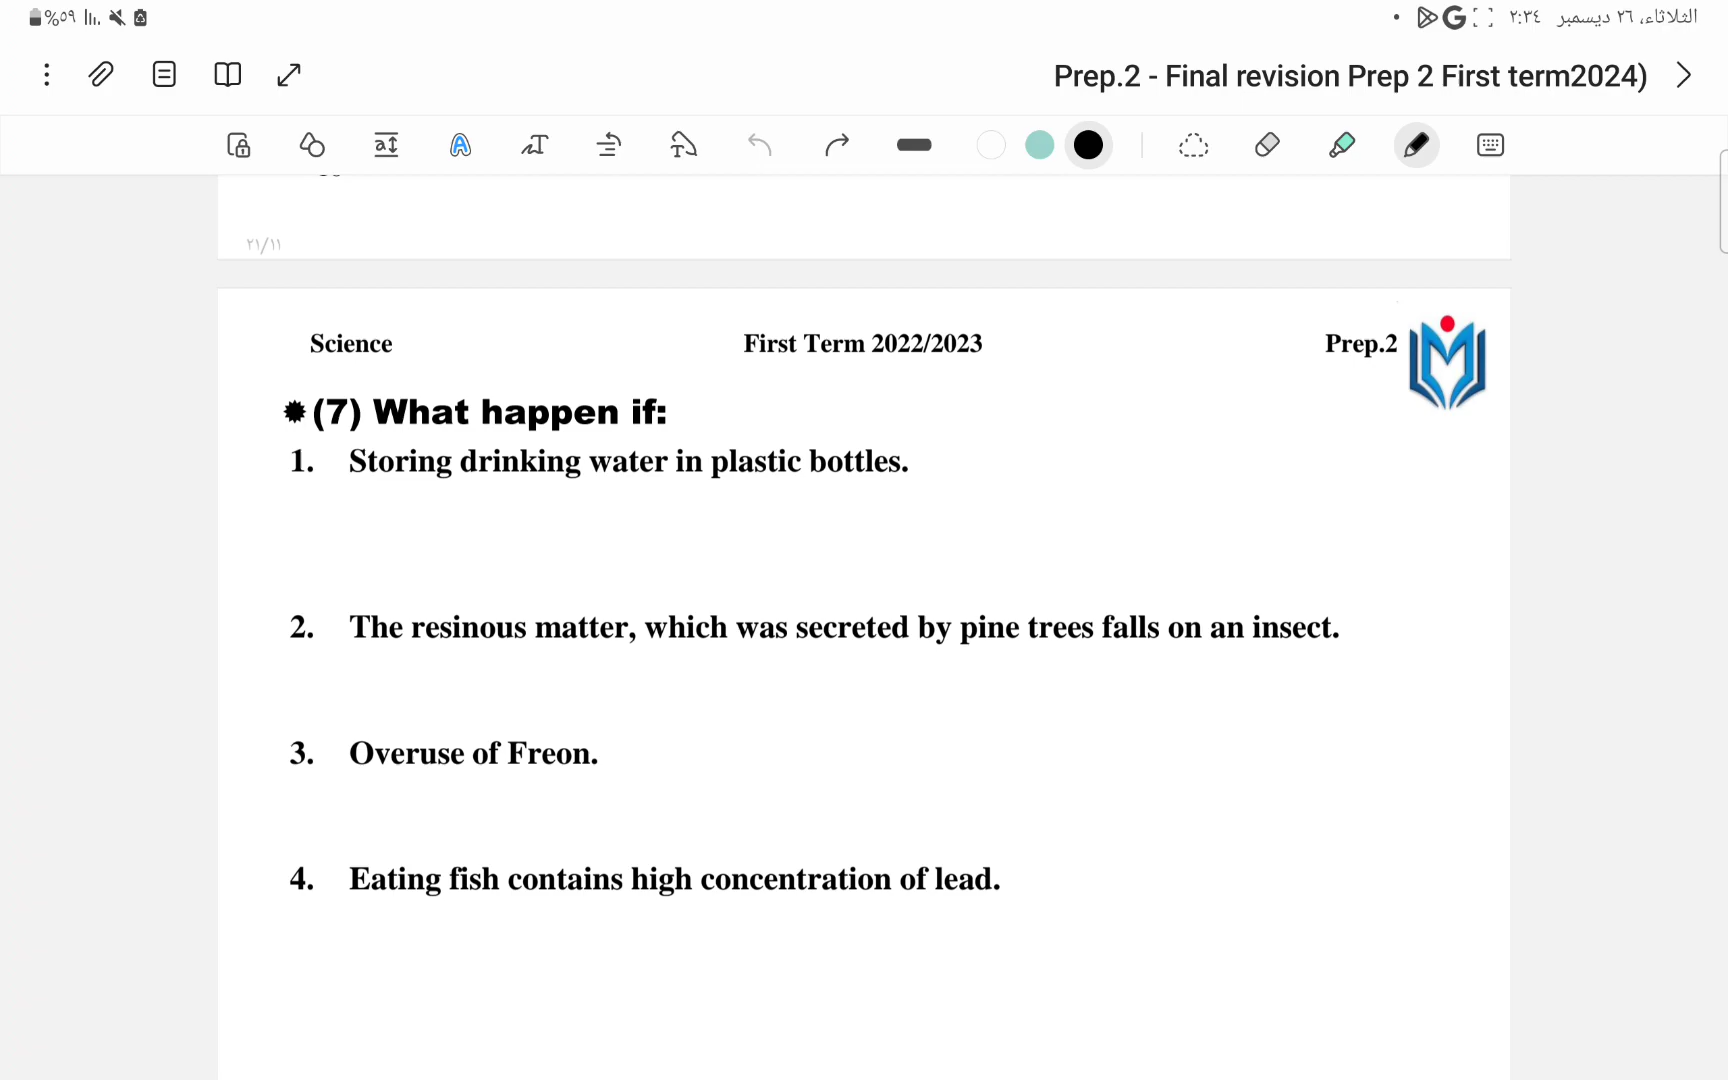 %٥٩
الثلاثاء، ٢٦ ديسمبر ٢:٣٤
Prep.2 - Final revision Prep 2 First term2024)
٢١/١١
Science First Term 2022/2023 Prep.2
(7) What happen if:
1. Storing drinking water in plastic bottles.
2. The resinous matter, which was secreted by pine trees falls on an insect.
3. Overuse of Freon.
4. Eating fish contains high concentration of lead.